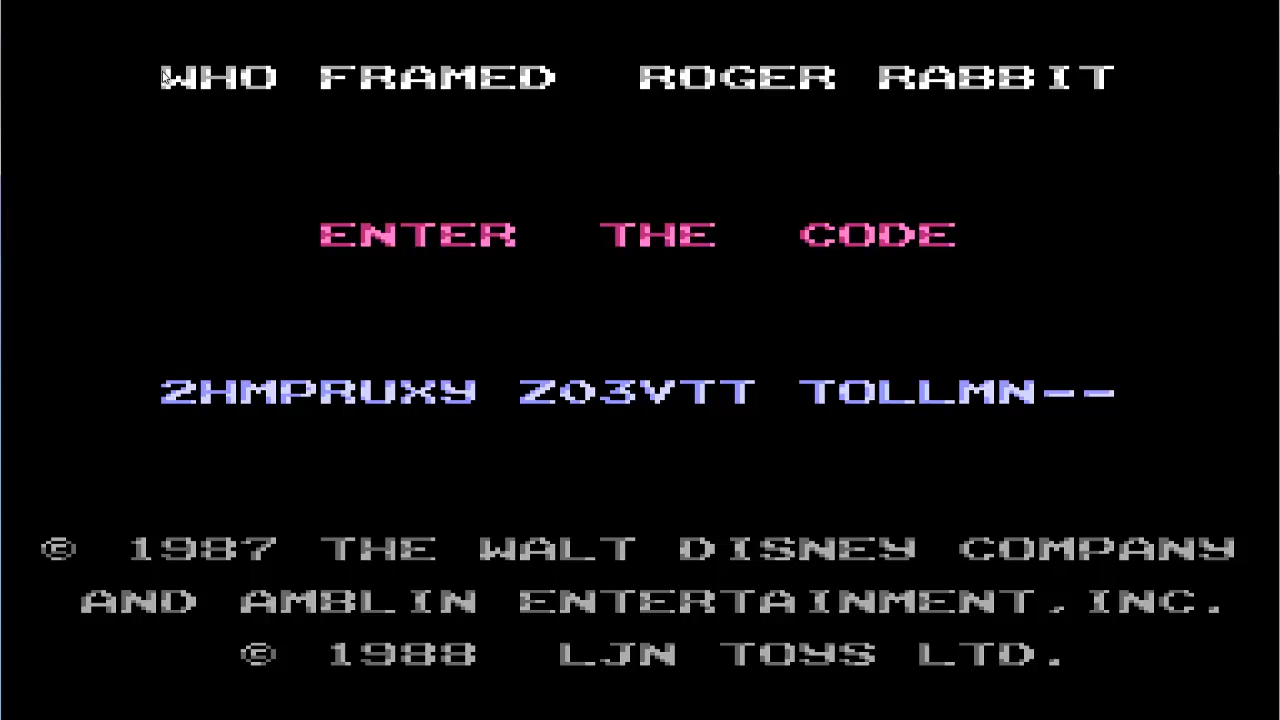 WHO FRAMED ROGER RABBIT
ENTER THE CODE
2HMPRUXY Z03VTT TOLLMN--
© 1987 THE WALT DISNEY COMPANY
AND AMBLIN ENTERTAINMENT,INC.
© 1988 LJN TOYS LTD.